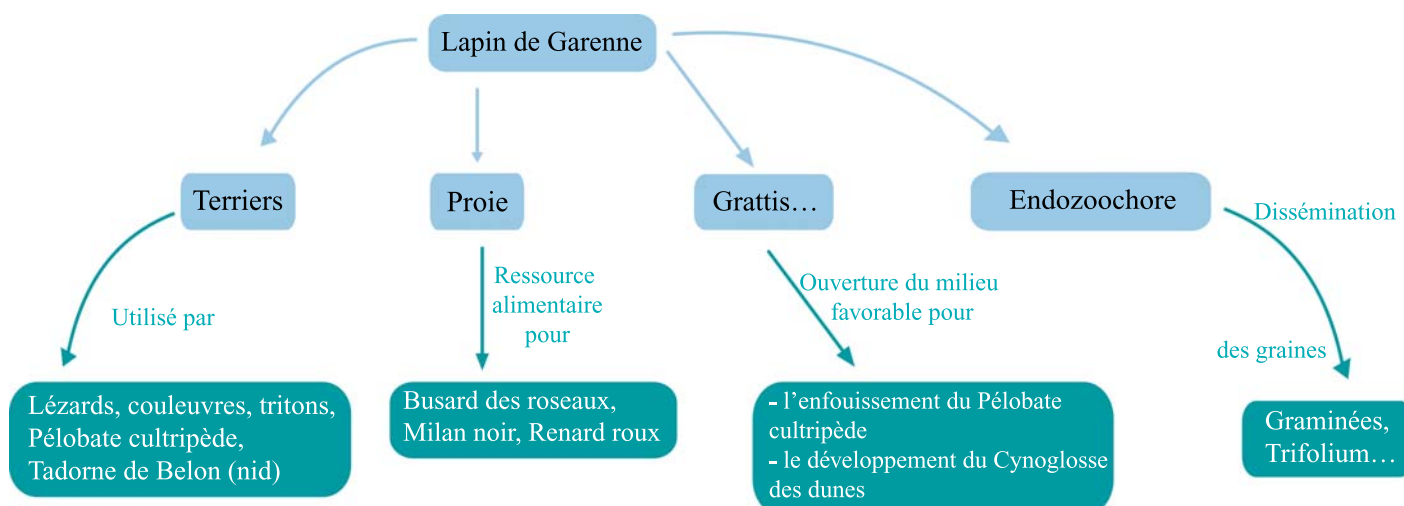 Lapin de Garenne
Terriers
Proie
Grattis…
Endozoochore
Utilisé par
Ressource
alimentaire
pour
Ouverture du milieu
favorable pour
Dissémination
des graines
Lézards, couleuvres, tritons,
Pélobate cultripède,
Tadorne de Belon (nid)
Busard des roseaux,
Milan noir, Renard roux
- l’enfouissement du Pélobate
cultripède
- le développement du Cynoglosse
des dunes
Graminées,
Trifolium…